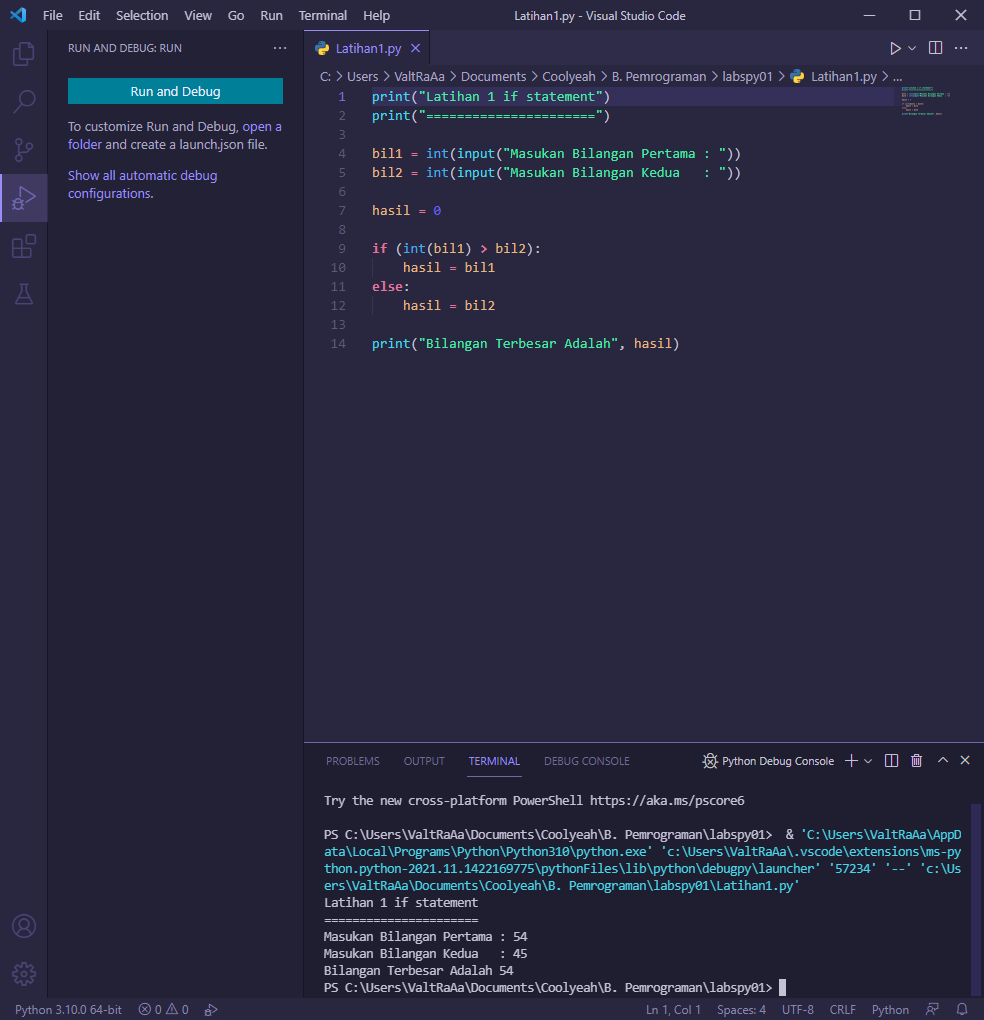 File Edit Selection View Go Run Terminal Help Latihan1.py - Visual Studio Code
RUN AND DEBUG: RUN ...
Run and Debug
To customize Run and Debug, open a
folder and create a launch.json file.
Show all automatic debug
configurations.
Latihan1.py
C: > Users > ValtRaAa > Documents > Coolyeah > B. Pemrograman > labspy01 > Latihan1.py > ...
1 print("Latihan 1 if statement")
2 print("======================")
3
4 bil1 = int(input("Masukan Bilangan Pertama : "))
5 bil2 = int(input("Masukan Bilangan Kedua   : "))
6
7 hasil = 0
8
9 if (int(bil1) > bil2):
10     hasil = bil1
11 else:
12     hasil = bil2
13
14 print("Bilangan Terbesar Adalah", hasil)
PROBLEMS OUTPUT TERMINAL DEBUG CONSOLE Python Debug Console
Try the new cross-platform PowerShell https://aka.ms/pscore6
PS C:\Users\ValtRaAa\Documents\Coolyeah\B. Pemrograman\labspy01>  & 'C:\Users\ValtRaAa\AppD
ata\Local\Programs\Python\Python310\python.exe' 'c:\Users\ValtRaAa\.vscode\extensions\ms-py
thon.python-2021.11.1422169775\pythonFiles\lib\python\debugpy\launcher' '57234' '--' 'c:\Us
ers\ValtRaAa\Documents\Coolyeah\B. Pemrograman\labspy01\Latihan1.py'
Latihan 1 if statement
======================
Masukan Bilangan Pertama : 54
Masukan Bilangan Kedua   : 45
Bilangan Terbesar Adalah 54
PS C:\Users\ValtRaAa\Documents\Coolyeah\B. Pemrograman\labspy01>
Python 3.10.0 64-bit 0 0 Ln 1, Col 1 Spaces: 4 UTF-8 CRLF Python